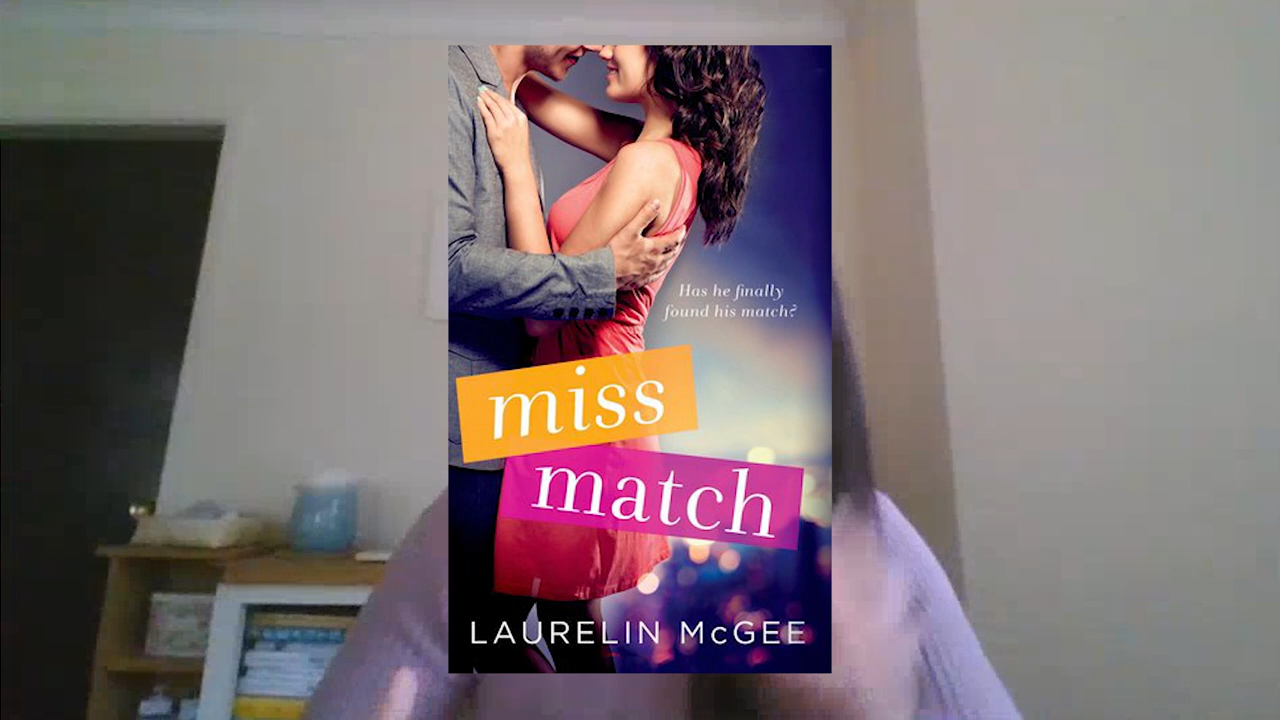 Has he finally
found his match?
miss
match
LAURELIN McGEE